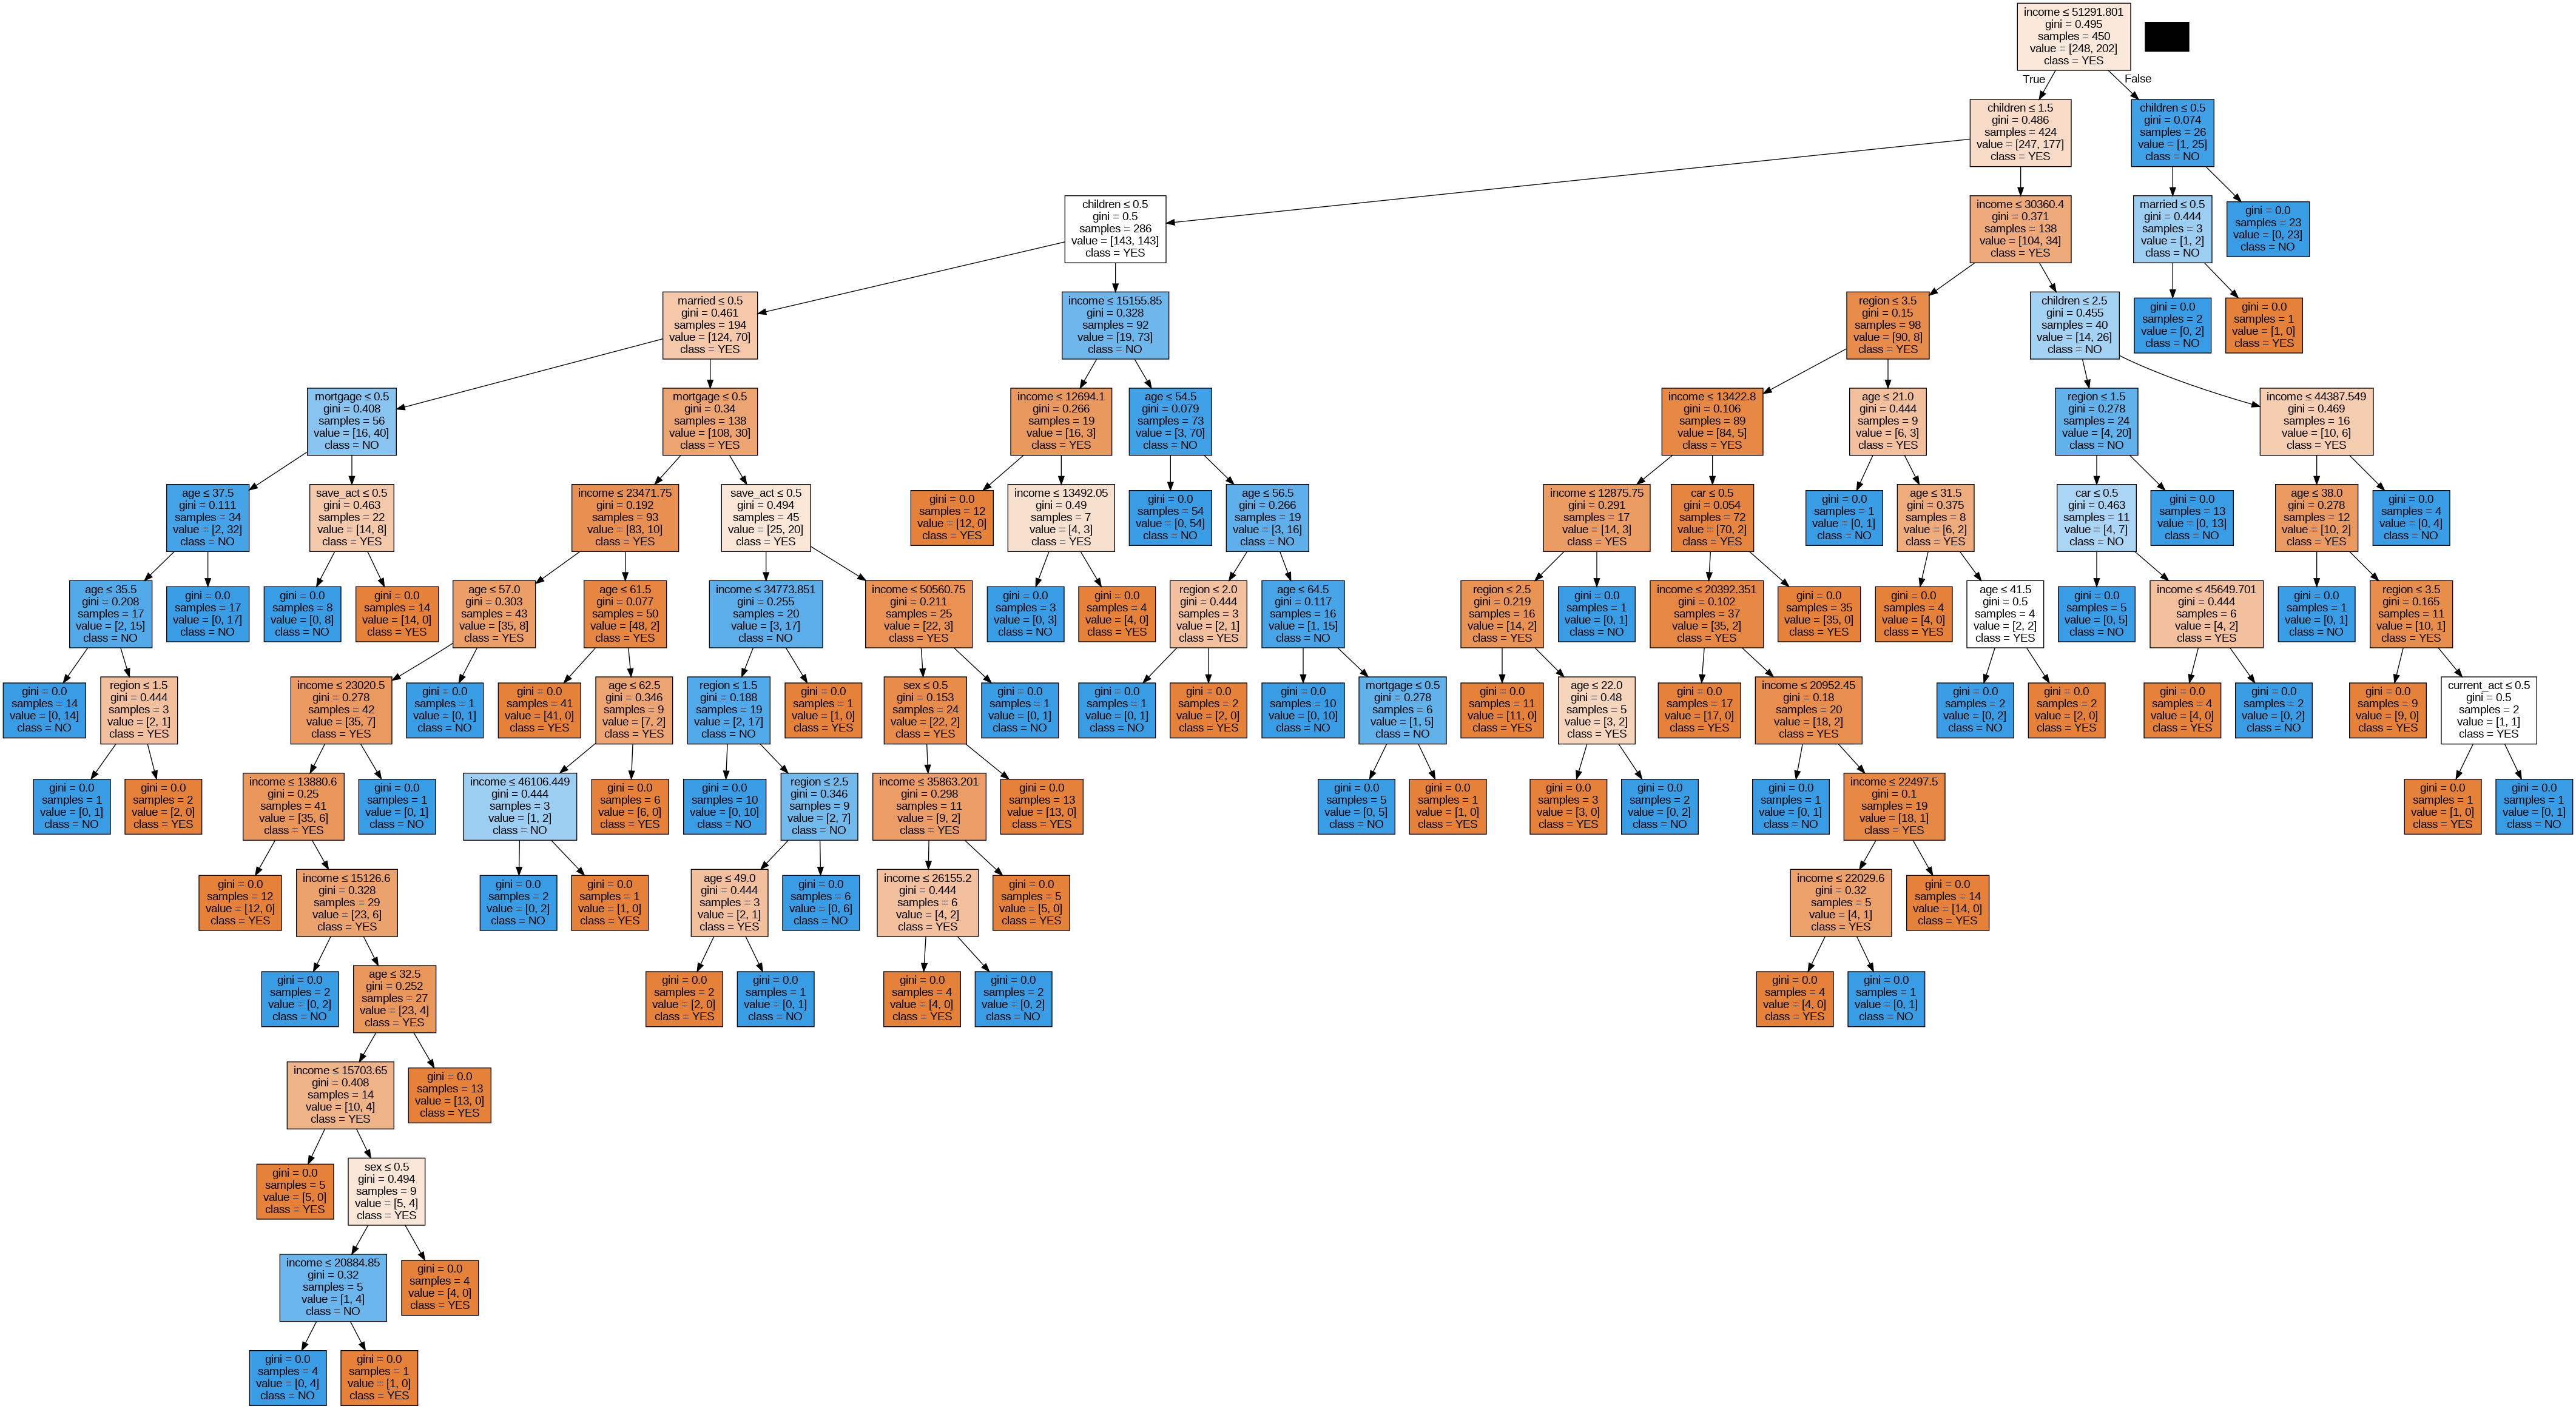 income ≤ 51291.801
gini = 0.495
samples = 450
value = [248, 202]
class = YES
True
False
children ≤ 1.5
gini = 0.486
samples = 424
value = [247, 177]
class = YES
children ≤ 0.5
gini = 0.074
samples = 26
value = [1, 25]
class = NO
children ≤ 0.5
gini = 0.5
samples = 286
value = [143, 143]
class = YES
income ≤ 30360.4
gini = 0.371
samples = 138
value = [104, 34]
class = YES
married ≤ 0.5
gini = 0.444
samples = 3
value = [1, 2]
class = NO
gini = 0.0
samples = 23
value = [0, 23]
class = NO
married ≤ 0.5
gini = 0.461
samples = 194
value = [124, 70]
class = YES
income ≤ 15155.85
gini = 0.328
samples = 92
value = [19, 73]
class = NO
region ≤ 3.5
gini = 0.15
samples = 98
value = [90, 8]
class = YES
children ≤ 2.5
gini = 0.455
samples = 40
value = [14, 26]
class = NO
gini = 0.0
samples = 2
value = [0, 2]
class = NO
gini = 0.0
samples = 1
value = [1, 0]
class = YES
mortgage ≤ 0.5
gini = 0.408
samples = 56
value = [16, 40]
class = NO
mortgage ≤ 0.5
gini = 0.34
samples = 138
value = [108, 30]
class = YES
income ≤ 12694.1
gini = 0.266
samples = 19
value = [16, 3]
class = YES
age ≤ 54.5
gini = 0.079
samples = 73
value = [3, 70]
class = NO
income ≤ 13422.8
gini = 0.106
samples = 89
value = [84, 5]
class = YES
age ≤ 21.0
gini = 0.444
samples = 9
value = [6, 3]
class = YES
region ≤ 1.5
gini = 0.278
samples = 24
value = [4, 20]
class = NO
income ≤ 44387.549
gini = 0.469
samples = 16
value = [10, 6]
class = YES
age ≤ 37.5
gini = 0.111
samples = 34
value = [2, 32]
class = NO
save_act ≤ 0.5
gini = 0.463
samples = 22
value = [14, 8]
class = YES
income ≤ 23471.75
gini = 0.192
samples = 93
value = [83, 10]
class = YES
save_act ≤ 0.5
gini = 0.494
samples = 45
value = [25, 20]
class = YES
gini = 0.0
samples = 12
value = [12, 0]
class = YES
income ≤ 13492.05
gini = 0.49
samples = 7
value = [4, 3]
class = YES
gini = 0.0
samples = 54
value = [0, 54]
class = NO
age ≤ 56.5
gini = 0.266
samples = 19
value = [3, 16]
class = NO
income ≤ 12875.75
gini = 0.291
samples = 17
value = [14, 3]
class = YES
car ≤ 0.5
gini = 0.054
samples = 72
value = [70, 2]
class = YES
gini = 0.0
samples = 1
value = [0, 1]
class = NO
age ≤ 31.5
gini = 0.375
samples = 8
value = [6, 2]
class = YES
car ≤ 0.5
gini = 0.463
samples = 11
value = [4, 7]
class = NO
gini = 0.0
samples = 13
value = [0, 13]
class = NO
age ≤ 38.0
gini = 0.278
samples = 12
value = [10, 2]
class = YES
gini = 0.0
samples = 4
value = [0, 4]
class = NO
age ≤ 35.5
gini = 0.208
samples = 17
value = [2, 15]
class = NO
gini = 0.0
samples = 17
value = [0, 17]
class = NO
gini = 0.0
samples = 8
value = [0, 8]
class = NO
gini = 0.0
samples = 14
value = [14, 0]
class = YES
age ≤ 57.0
gini = 0.303
samples = 43
value = [35, 8]
class = YES
age ≤ 61.5
gini = 0.077
samples = 50
value = [48, 2]
class = YES
income ≤ 34773.851
gini = 0.255
samples = 20
value = [3, 17]
class = NO
income ≤ 50560.75
gini = 0.211
samples = 25
value = [22, 3]
class = YES
gini = 0.0
samples = 3
value = [0, 3]
class = NO
gini = 0.0
samples = 4
value = [4, 0]
class = YES
region ≤ 2.0
gini = 0.444
samples = 3
value = [2, 1]
class = YES
age ≤ 64.5
gini = 0.117
samples = 16
value = [1, 15]
class = NO
region ≤ 2.5
gini = 0.219
samples = 16
value = [14, 2]
class = YES
gini = 0.0
samples = 1
value = [0, 1]
class = NO
income ≤ 20392.351
gini = 0.102
samples = 37
value = [35, 2]
class = YES
gini = 0.0
samples = 35
value = [35, 0]
class = YES
gini = 0.0
samples = 4
value = [4, 0]
class = YES
age ≤ 41.5
gini = 0.5
samples = 4
value = [2, 2]
class = YES
gini = 0.0
samples = 5
value = [0, 5]
class = NO
income ≤ 45649.701
gini = 0.444
samples = 6
value = [4, 2]
class = YES
gini = 0.0
samples = 1
value = [0, 1]
class = NO
region ≤ 3.5
gini = 0.165
samples = 11
value = [10, 1]
class = YES
gini = 0.0
samples = 14
value = [0, 14]
class = NO
region ≤ 1.5
gini = 0.444
samples = 3
value = [2, 1]
class = YES
income ≤ 23020.5
gini = 0.278
samples = 42
value = [35, 7]
class = YES
gini = 0.0
samples = 1
value = [0, 1]
class = NO
gini = 0.0
samples = 41
value = [41, 0]
class = YES
age ≤ 62.5
gini = 0.346
samples = 9
value = [7, 2]
class = YES
region ≤ 1.5
gini = 0.188
samples = 19
value = [2, 17]
class = NO
gini = 0.0
samples = 1
value = [1, 0]
class = YES
sex ≤ 0.5
gini = 0.153
samples = 24
value = [22, 2]
class = YES
gini = 0.0
samples = 1
value = [0, 1]
class = NO
gini = 0.0
samples = 1
value = [0, 1]
class = NO
gini = 0.0
samples = 2
value = [2, 0]
class = YES
gini = 0.0
samples = 10
value = [0, 10]
class = NO
mortgage ≤ 0.5
gini = 0.278
samples = 6
value = [1, 5]
class = NO
gini = 0.0
samples = 11
value = [11, 0]
class = YES
age ≤ 22.0
gini = 0.48
samples = 5
value = [3, 2]
class = YES
gini = 0.0
samples = 17
value = [17, 0]
class = YES
income ≤ 20952.45
gini = 0.18
samples = 20
value = [18, 2]
class = YES
gini = 0.0
samples = 2
value = [0, 2]
class = NO
gini = 0.0
samples = 2
value = [2, 0]
class = YES
gini = 0.0
samples = 4
value = [4, 0]
class = YES
gini = 0.0
samples = 2
value = [0, 2]
class = NO
gini = 0.0
samples = 9
value = [9, 0]
class = YES
current_act ≤ 0.5
gini = 0.5
samples = 2
value = [1, 1]
class = YES
gini = 0.0
samples = 1
value = [0, 1]
class = NO
gini = 0.0
samples = 2
value = [2, 0]
class = YES
income ≤ 13880.6
gini = 0.25
samples = 41
value = [35, 6]
class = YES
gini = 0.0
samples = 1
value = [0, 1]
class = NO
income ≤ 46106.449
gini = 0.444
samples = 3
value = [1, 2]
class = NO
gini = 0.0
samples = 6
value = [6, 0]
class = YES
gini = 0.0
samples = 10
value = [0, 10]
class = NO
region ≤ 2.5
gini = 0.346
samples = 9
value = [2, 7]
class = NO
income ≤ 35863.201
gini = 0.298
samples = 11
value = [9, 2]
class = YES
gini = 0.0
samples = 13
value = [13, 0]
class = YES
gini = 0.0
samples = 5
value = [0, 5]
class = NO
gini = 0.0
samples = 1
value = [1, 0]
class = YES
gini = 0.0
samples = 3
value = [3, 0]
class = YES
gini = 0.0
samples = 2
value = [0, 2]
class = NO
gini = 0.0
samples = 1
value = [0, 1]
class = NO
income ≤ 22497.5
gini = 0.1
samples = 19
value = [18, 1]
class = YES
gini = 0.0
samples = 1
value = [1, 0]
class = YES
gini = 0.0
samples = 1
value = [0, 1]
class = NO
gini = 0.0
samples = 12
value = [12, 0]
class = YES
income ≤ 15126.6
gini = 0.328
samples = 29
value = [23, 6]
class = YES
gini = 0.0
samples = 2
value = [0, 2]
class = NO
gini = 0.0
samples = 1
value = [1, 0]
class = YES
age ≤ 49.0
gini = 0.444
samples = 3
value = [2, 1]
class = YES
gini = 0.0
samples = 6
value = [0, 6]
class = NO
income ≤ 26155.2
gini = 0.444
samples = 6
value = [4, 2]
class = YES
gini = 0.0
samples = 5
value = [5, 0]
class = YES
income ≤ 22029.6
gini = 0.32
samples = 5
value = [4, 1]
class = YES
gini = 0.0
samples = 14
value = [14, 0]
class = YES
gini = 0.0
samples = 2
value = [0, 2]
class = NO
age ≤ 32.5
gini = 0.252
samples = 27
value = [23, 4]
class = YES
gini = 0.0
samples = 2
value = [2, 0]
class = YES
gini = 0.0
samples = 1
value = [0, 1]
class = NO
gini = 0.0
samples = 4
value = [4, 0]
class = YES
gini = 0.0
samples = 2
value = [0, 2]
class = NO
gini = 0.0
samples = 4
value = [4, 0]
class = YES
gini = 0.0
samples = 1
value = [0, 1]
class = NO
income ≤ 15703.65
gini = 0.408
samples = 14
value = [10, 4]
class = YES
gini = 0.0
samples = 13
value = [13, 0]
class = YES
gini = 0.0
samples = 5
value = [5, 0]
class = YES
sex ≤ 0.5
gini = 0.494
samples = 9
value = [5, 4]
class = YES
income ≤ 20884.85
gini = 0.32
samples = 5
value = [1, 4]
class = NO
gini = 0.0
samples = 4
value = [4, 0]
class = YES
gini = 0.0
samples = 4
value = [0, 4]
class = NO
gini = 0.0
samples = 1
value = [1, 0]
class = YES